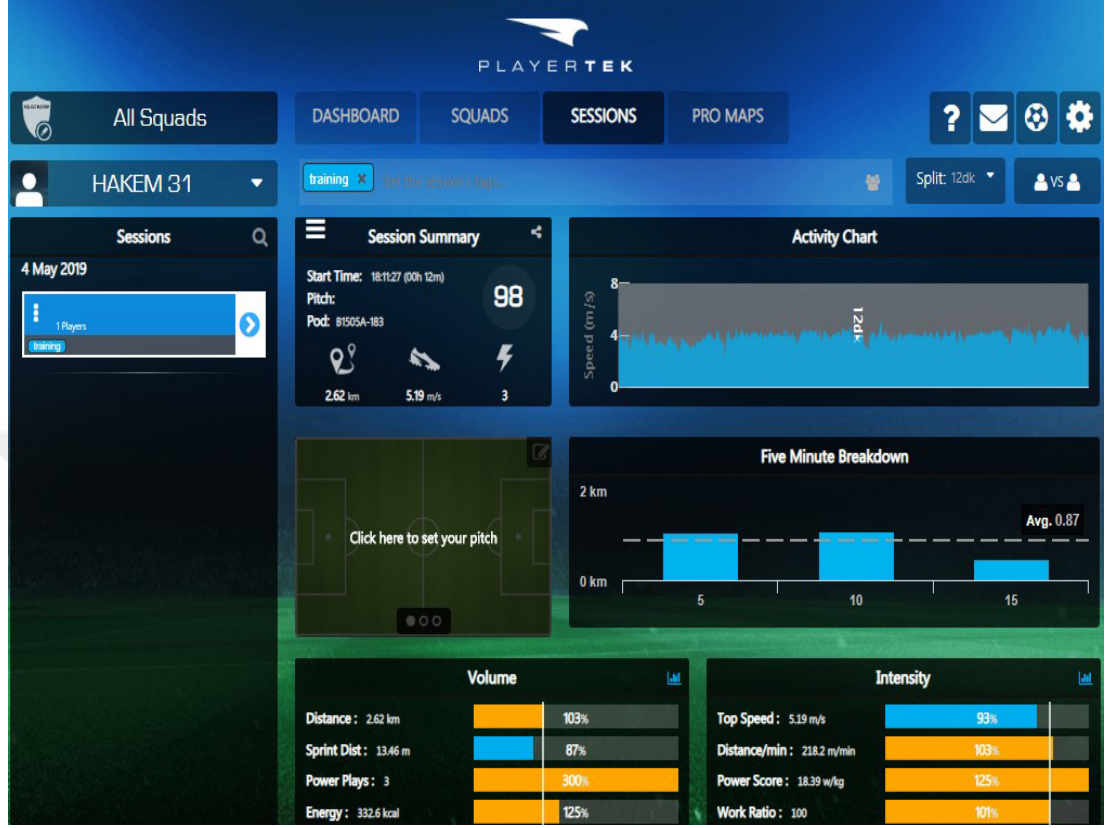 PLAYERTEK
All Squads
DASHBOARD SQUADS SESSIONS PRO MAPS
?
HAKEM 31
training X
Split: 12dk
VS
Sessions
4 May 2019
1 Players
training
Session Summary
Start Time: 18:11:27 (00h 12m)
Pitch:
Pod: B1505A-183
98
2.62 km 5.19 m/s 3
Activity Chart
Speed (m/s)
8
4
0
12dk
Click here to set your pitch
Five Minute Breakdown
2 km
Avg. 0.87
0 km
5 10 15
Volume
Distance : 2.62 km 103%
Sprint Dist : 13.46 m 87%
Power Plays : 3 300%
Energy : 332.6 kcal 125%
Intensity
Top Speed : 5.19 m/s 93%
Distance/min : 218.2 m/min 103%
Power Score : 18.39 w/kg 125%
Work Ratio : 100 101%